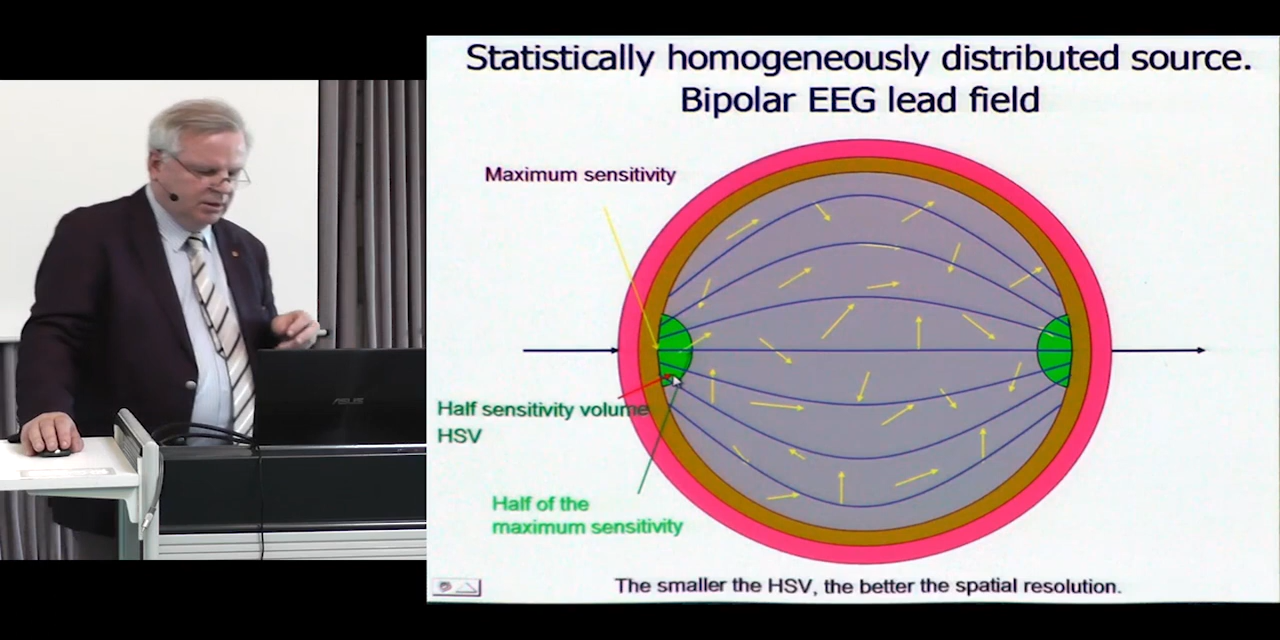 Statistically homogeneously distributed source.
Bipolar EEG lead field
Maximum sensitivity
Half sensitivity volume
HSV
Half of the
maximum sensitivity
The smaller the HSV, the better the spatial resolution.
ASUS